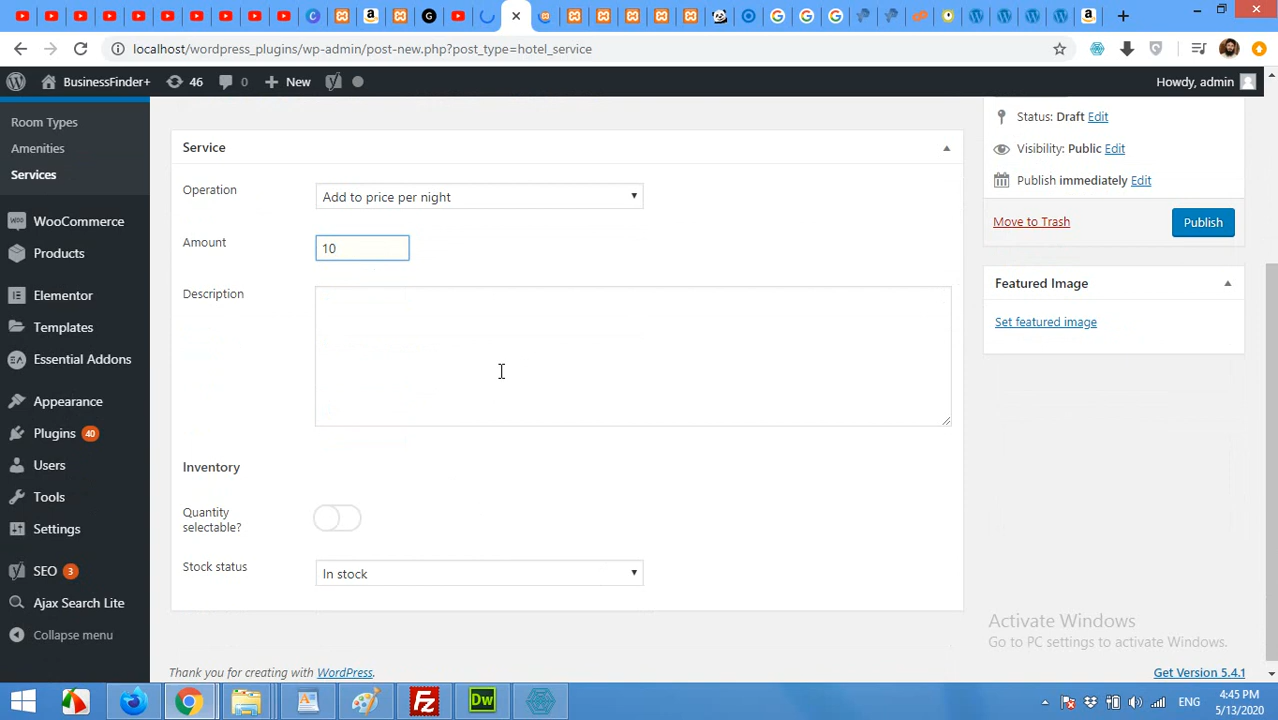 localhost/wordpress_plugins/wp-admin/post-new.php?post_type=hotel_service
BusinessFinder+ 46 0 New
Howdy, admin
Room Types
Amenities
Services
WooCommerce
Products
Elementor
Templates
Essential Addons
Appearance
Plugins 40
Users
Tools
Settings
SEO 3
Ajax Search Lite
Collapse menu
Service
Operation Add to price per night
Amount 10
Description
Inventory
Quantity
selectable?
Stock status In stock
Status: Draft Edit
Visibility: Public Edit
Publish immediately Edit
Move to Trash Publish
Featured Image
Set featured image
Activate Windows
Go to PC settings to activate Windows.
Thank you for creating with WordPress.
Get Version 5.4.1
Fz
Dw
ENG
4:45 PM
5/13/2020